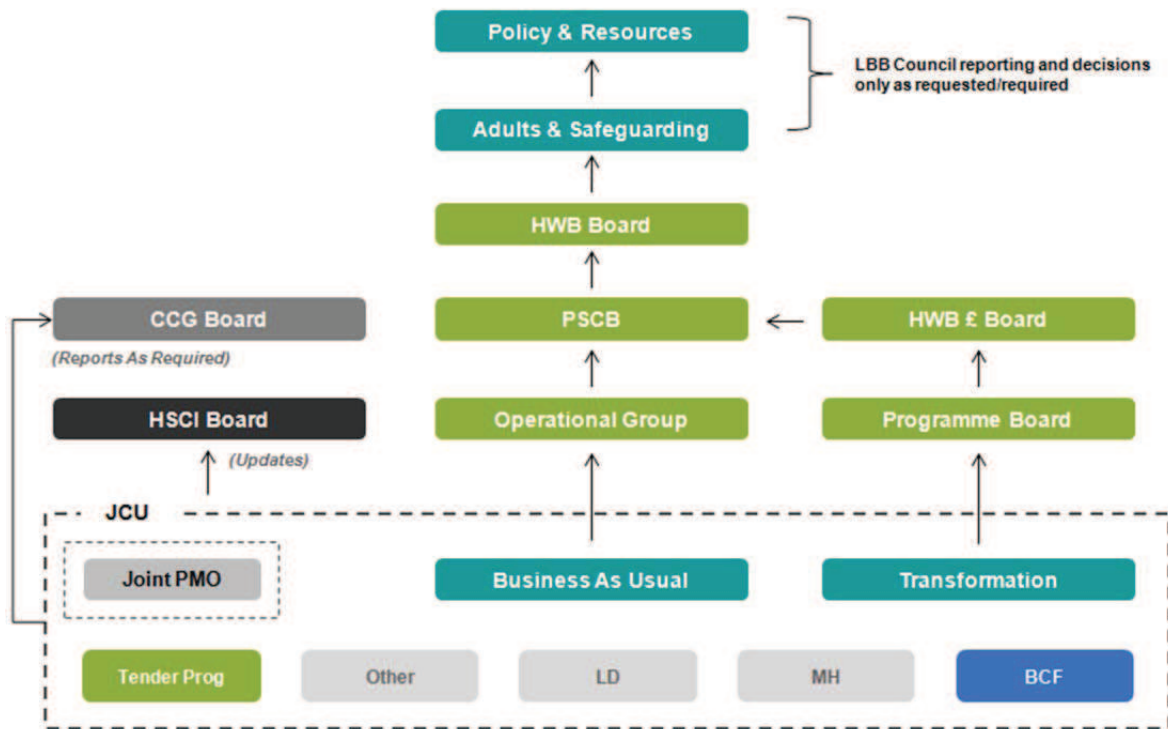 Policy & Resources
LBB Council reporting and decisions
only as requested/required
Adults & Safeguarding
HWB Board
CCG Board
PSCB
HWB £ Board
(Reports As Required)
HSCI Board
Operational Group
Programme Board
(Updates)
JCU
Joint PMO
Business As Usual
Transformation
Tender Prog
Other
LD
MH
BCF